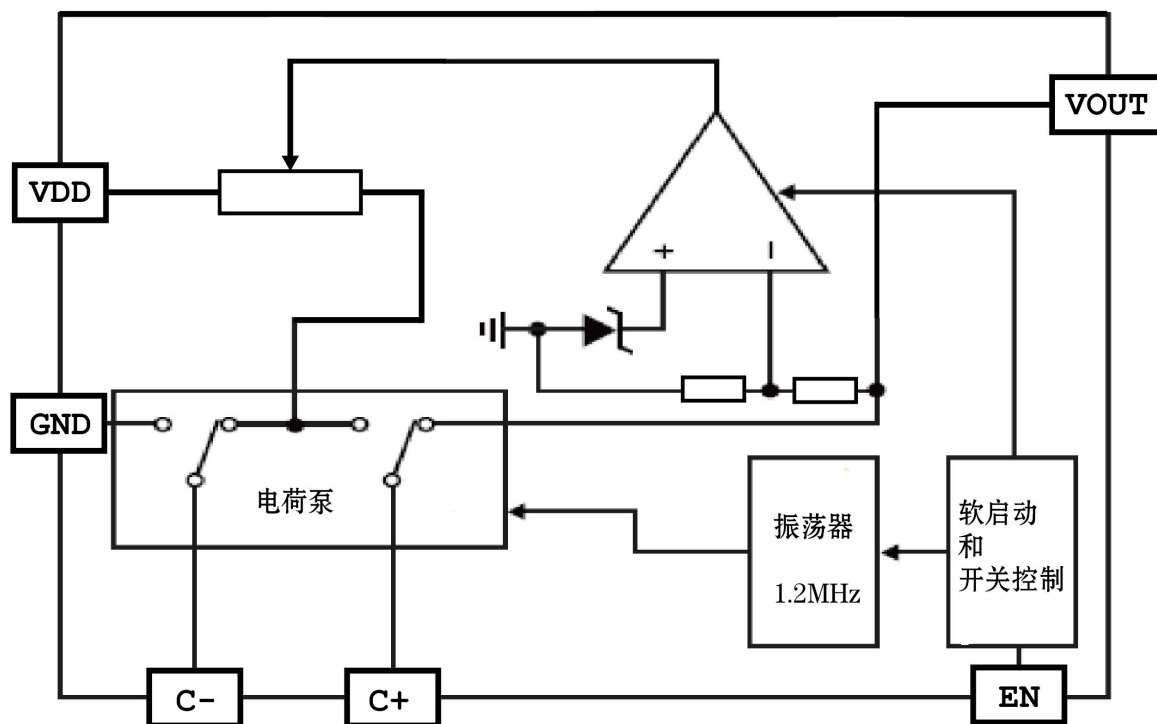 VOUT
VDD
+ −
GND
电荷泵
振荡器
1.2MHz
软启动
和
开关控制
C-
C+
EN